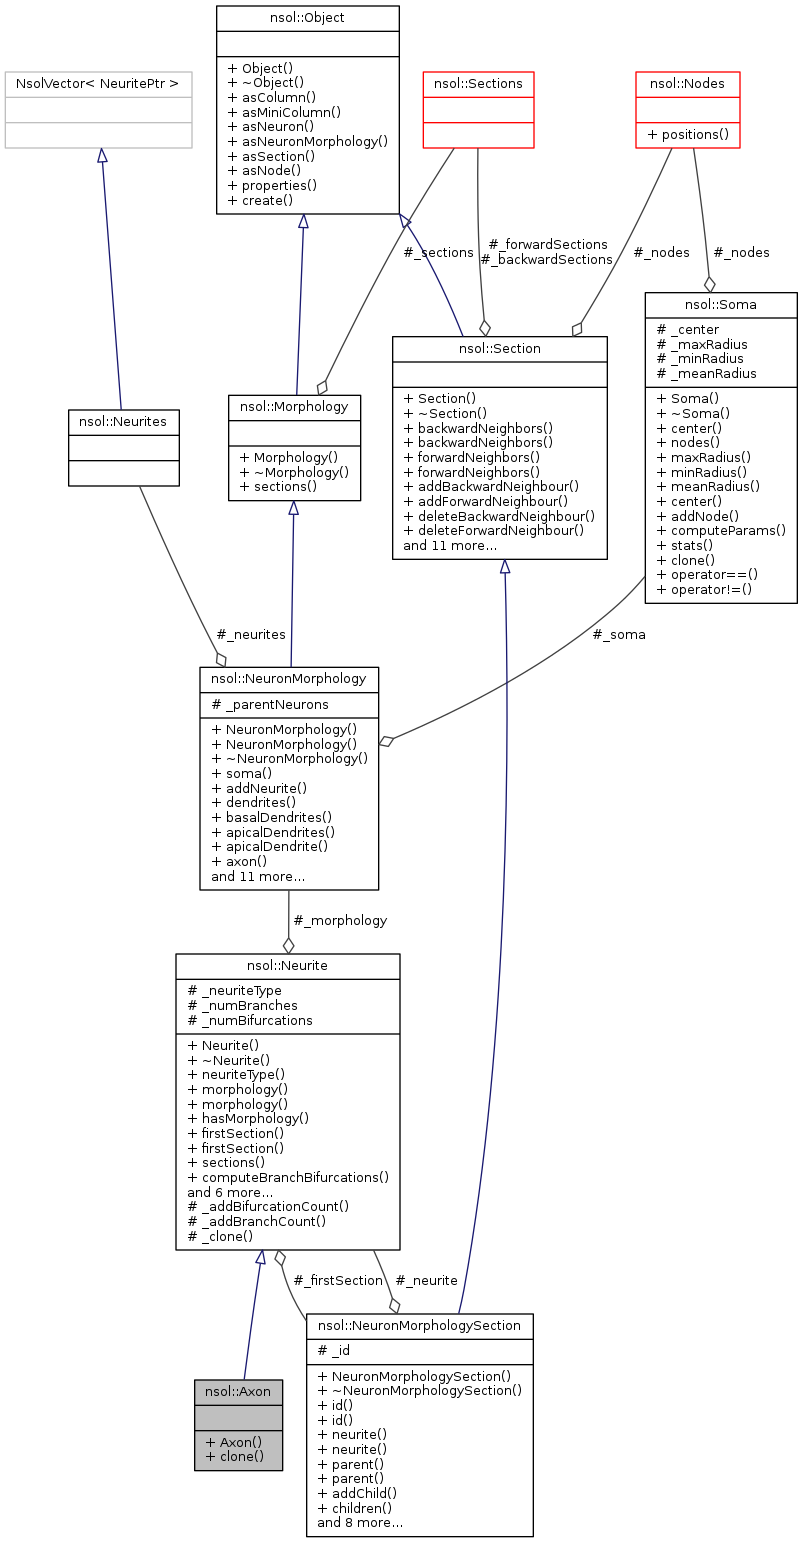 nsol::Object
+ Object()
+ ~Object()
+ asColumn()
+ asMiniColumn()
+ asNeuron()
+ asNeuronMorphology()
+ asSection()
+ asNode()
+ properties()
+ create()
NsolVector< NeuritePtr >
nsol::Sections
nsol::Nodes
+ positions()
#_sections
#_forwardSections
#_backwardSections
#_nodes
#_nodes
nsol::Soma
# _center
# _maxRadius
# _minRadius
# _meanRadius
+ Soma()
+ ~Soma()
+ center()
+ nodes()
+ maxRadius()
+ minRadius()
+ meanRadius()
+ center()
+ addNode()
+ computeParams()
+ stats()
+ clone()
+ operator==()
+ operator!=()
nsol::Section
+ Section()
+ ~Section()
+ backwardNeighbors()
+ backwardNeighbors()
+ forwardNeighbors()
+ forwardNeighbors()
+ addBackwardNeighbour()
+ addForwardNeighbour()
+ deleteBackwardNeighbour()
+ deleteForwardNeighbour()
and 11 more...
nsol::Morphology
+ Morphology()
+ ~Morphology()
+ sections()
nsol::Neurites
#_neurites
#_soma
nsol::NeuronMorphology
# _parentNeurons
+ NeuronMorphology()
+ NeuronMorphology()
+ ~NeuronMorphology()
+ soma()
+ addNeurite()
+ dendrites()
+ basalDendrites()
+ apicalDendrites()
+ apicalDendrite()
+ axon()
and 11 more...
#_morphology
nsol::Neurite
# _neuriteType
# _numBranches
# _numBifurcations
+ Neurite()
+ ~Neurite()
+ neuriteType()
+ morphology()
+ morphology()
+ hasMorphology()
+ firstSection()
+ firstSection()
+ sections()
+ computeBranchBifurcations()
and 6 more...
# _addBifurcationCount()
# _addBranchCount()
# _clone()
#_firstSection
#_neurite
nsol::NeuronMorphologySection
# _id
+ NeuronMorphologySection()
+ ~NeuronMorphologySection()
+ id()
+ id()
+ neurite()
+ neurite()
+ parent()
+ parent()
+ addChild()
+ children()
and 8 more...
nsol::Axon
+ Axon()
+ clone()